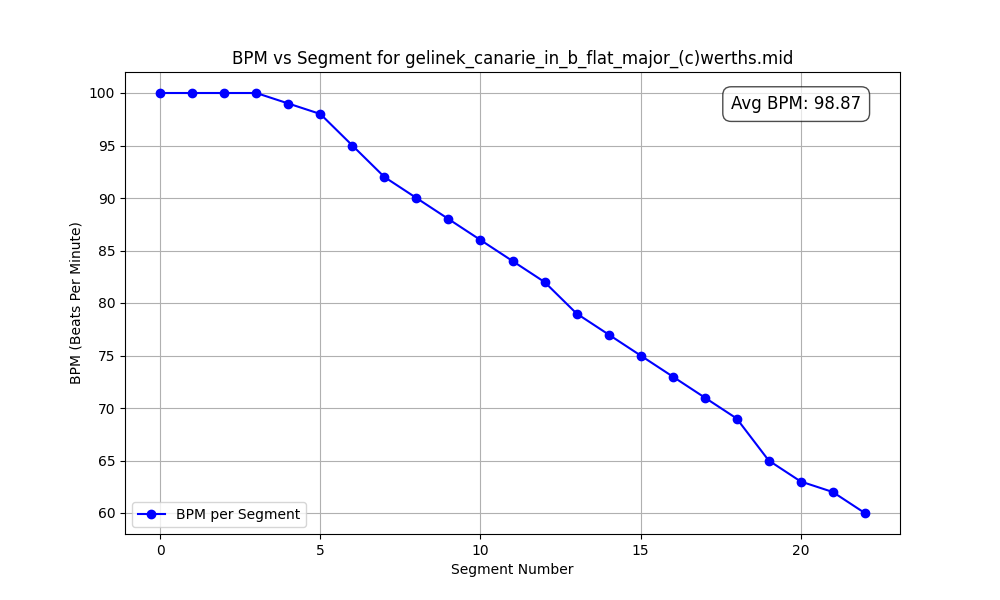 BPM vs Segment for gelinek_canarie_in_b_flat_major_(c)werths.mid
Avg BPM: 98.87
BPM (Beats Per Minute)
100
95
90
85
80
75
70
65
60
BPM per Segment
0 5 10 15 20
Segment Number